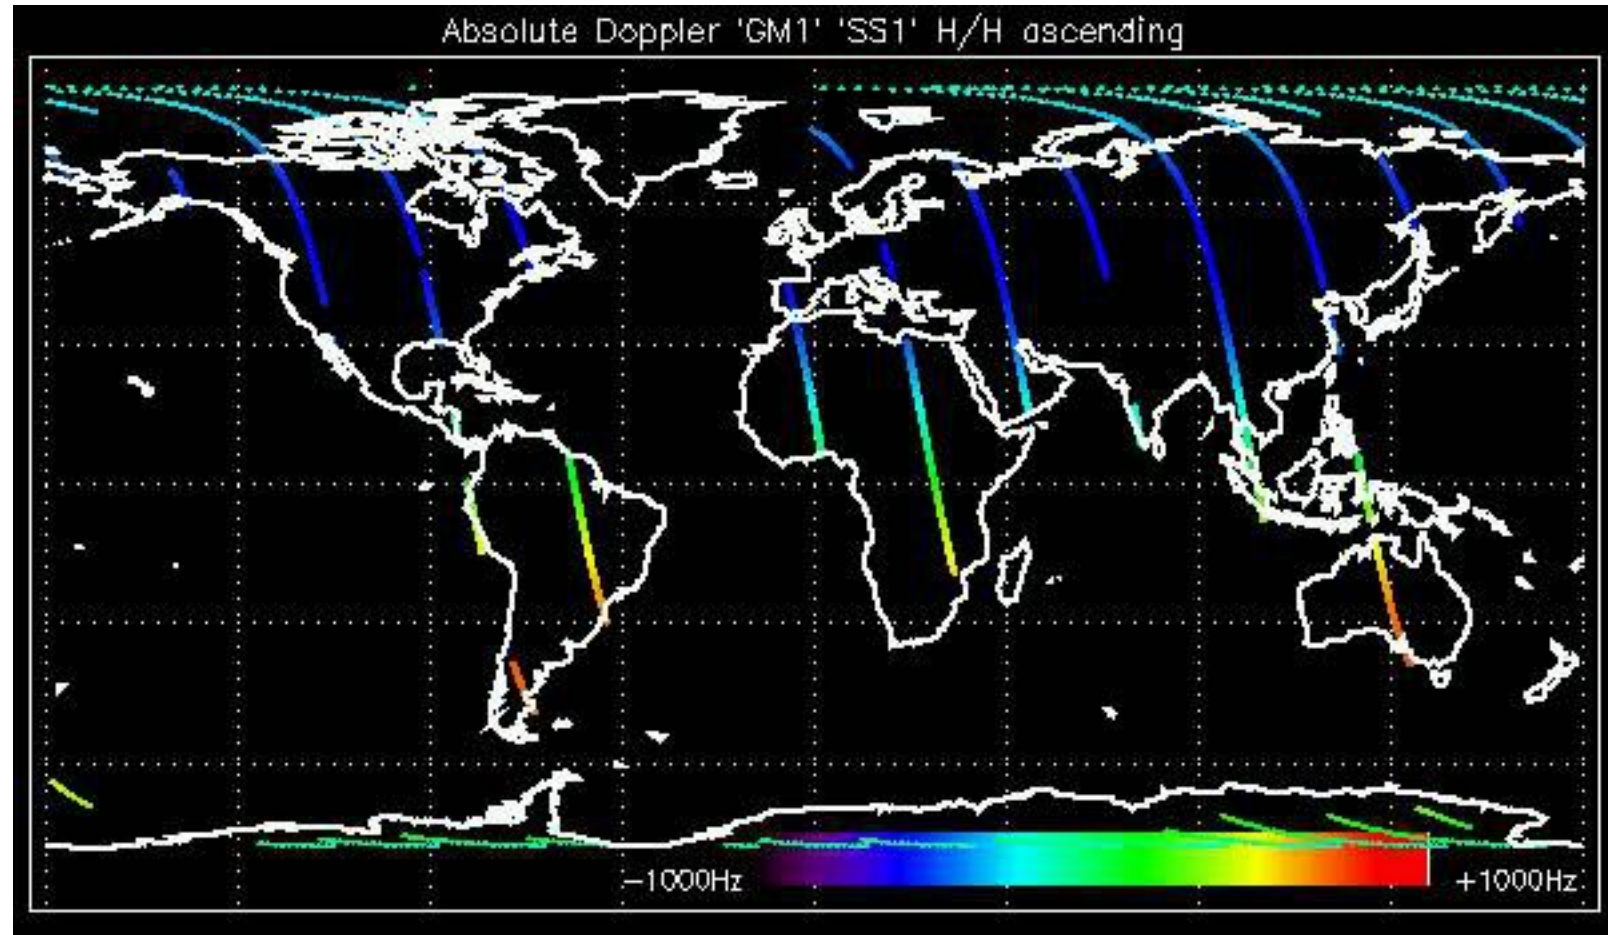 Absolute Doppler 'GM1' 'SS1' H/H ascending
−1000Hz +1000Hz